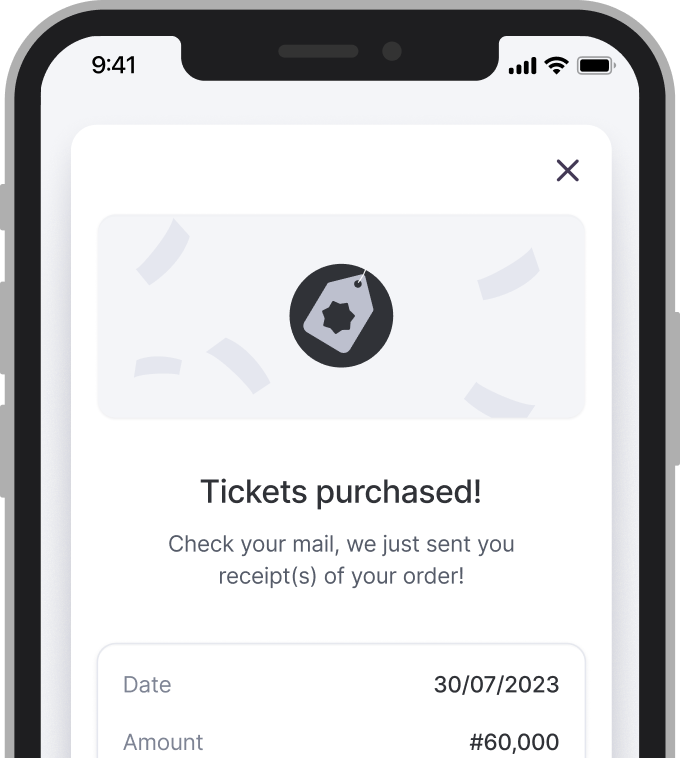 9:41
Tickets purchased!
Check your mail, we just sent you
receipt(s) of your order!
Date 30/07/2023
Amount #60,000